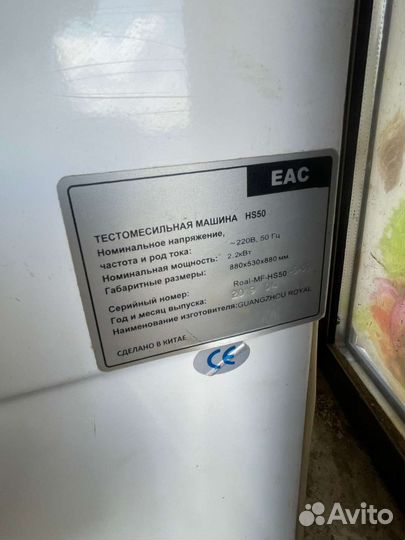 EAC
ТЕСТОМЕСИЛЬНАЯ МАШИНА HS50
Номинальное напряжение,
частота и род тока: ~220В, 50 Гц
Номинальная мощность: 2.2кВт
Габаритные размеры: 880x530x880 мм
Серийный номер: Roal-MF-HS50
Год и месяц выпуска:
Наименование изготовителя:GUANGZHOU ROYAL
СДЕЛАНО В КИТАЕ
CE
Avito